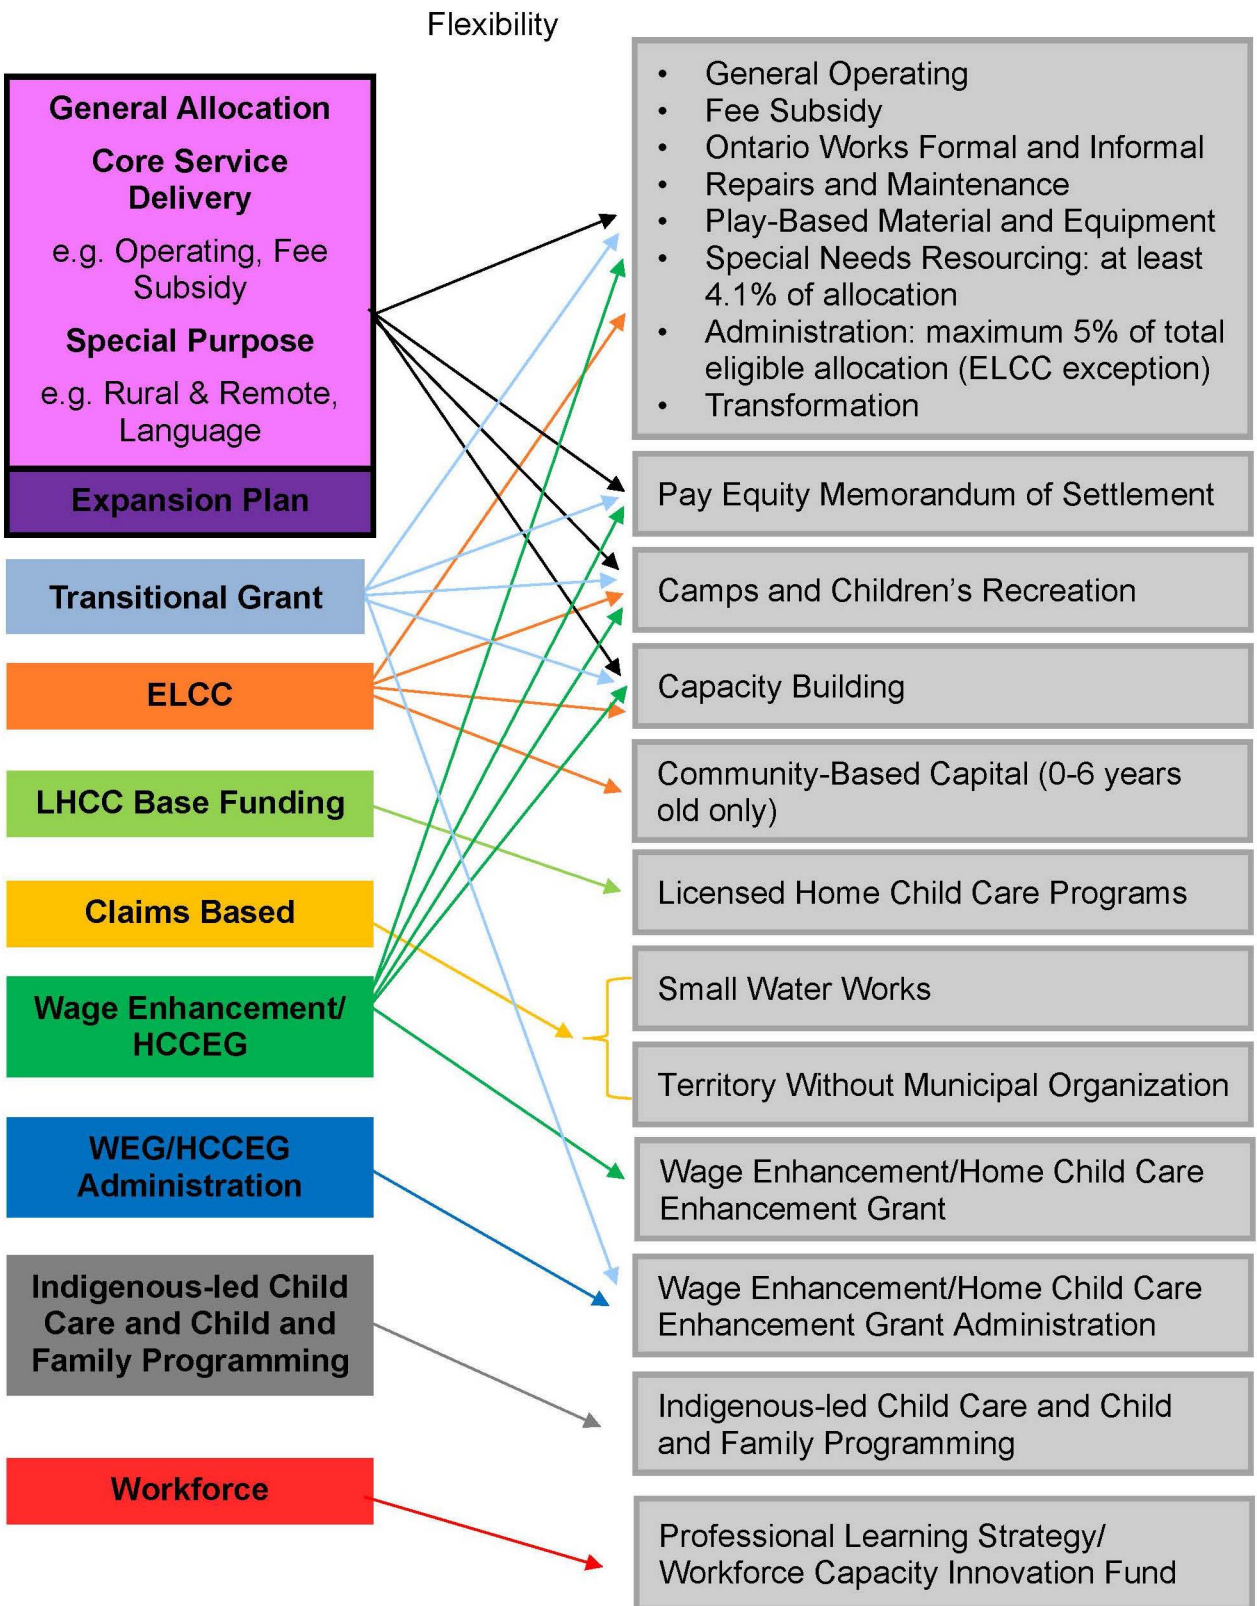 Flexibility
General Allocation
Core Service
Delivery
e.g. Operating, Fee
Subsidy
Special Purpose
e.g. Rural & Remote,
Language
Expansion Plan
Transitional Grant
ELCC
LHCC Base Funding
Claims Based
Wage Enhancement/
HCCEG
WEG/HCCEG
Administration
Indigenous-led Child
Care and Child and
Family Programming
Workforce
• General Operating
• Fee Subsidy
• Ontario Works Formal and Informal
• Repairs and Maintenance
• Play-Based Material and Equipment
• Special Needs Resourcing: at least
4.1% of allocation
• Administration: maximum 5% of total
eligible allocation (ELCC exception)
• Transformation
Pay Equity Memorandum of Settlement
Camps and Children’s Recreation
Capacity Building
Community-Based Capital (0-6 years
old only)
Licensed Home Child Care Programs
Small Water Works
Territory Without Municipal Organization
Wage Enhancement/Home Child Care
Enhancement Grant
Wage Enhancement/Home Child Care
Enhancement Grant Administration
Indigenous-led Child Care and Child
and Family Programming
Professional Learning Strategy/
Workforce Capacity Innovation Fund